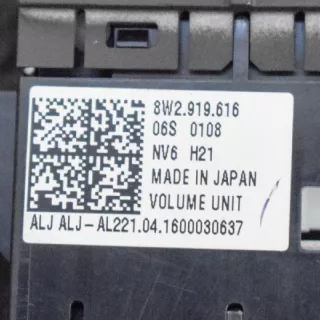 8W2.919.616
06S 0108
NV6 H21
MADE IN JAPAN
VOLUME UNIT
ALJ ALJ-AL221.04.1600030637